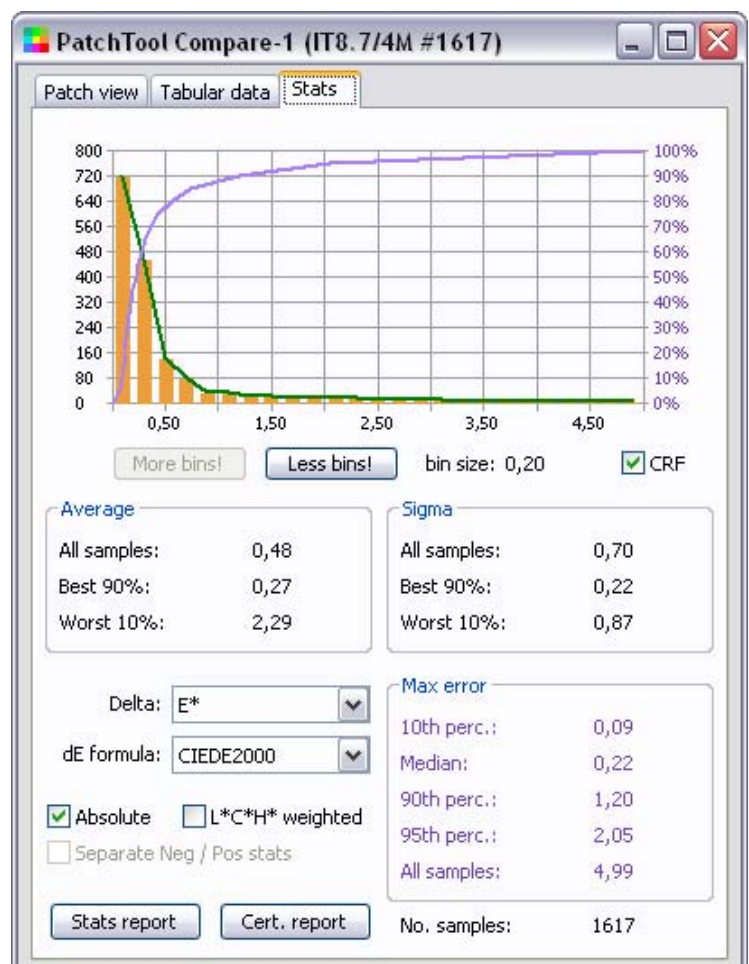 PatchTool Compare-1 (IT8.7/4M #1617)
Patch view Tabular data Stats
800 100%
720 90%
640 80%
560 70%
480 60%
400 50%
320 40%
240 30%
160 20%
80 10%
0 0%
0,50 1,50 2,50 3,50 4,50
More bins! Less bins! bin size: 0,20 CRF
Average
All samples: 0,48
Best 90%: 0,27
Worst 10%: 2,29
Sigma
All samples: 0,70
Best 90%: 0,22
Worst 10%: 0,87
Delta: E*
dE formula: CIEDE2000
Absolute L*C*H* weighted
Separate Neg / Pos stats
Stats report Cert. report
Max error
10th perc.: 0,09
Median: 0,22
90th perc.: 1,20
95th perc.: 2,05
All samples: 4,99
No. samples: 1617